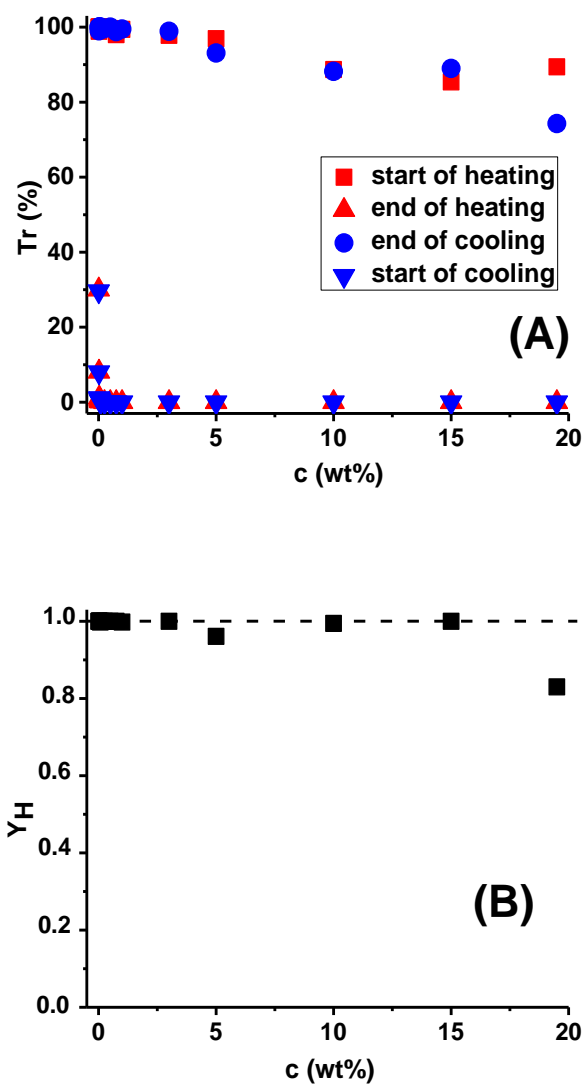 100
80
60
40
20
0
Tr (%)
start of heating
end of heating
end of cooling
start of cooling
(A)
0 5 10 15 20
c (wt%)
1.0
0.8
0.6
0.4
0.2
0.0
YH
(B)
0 5 10 15 20
c (wt%)